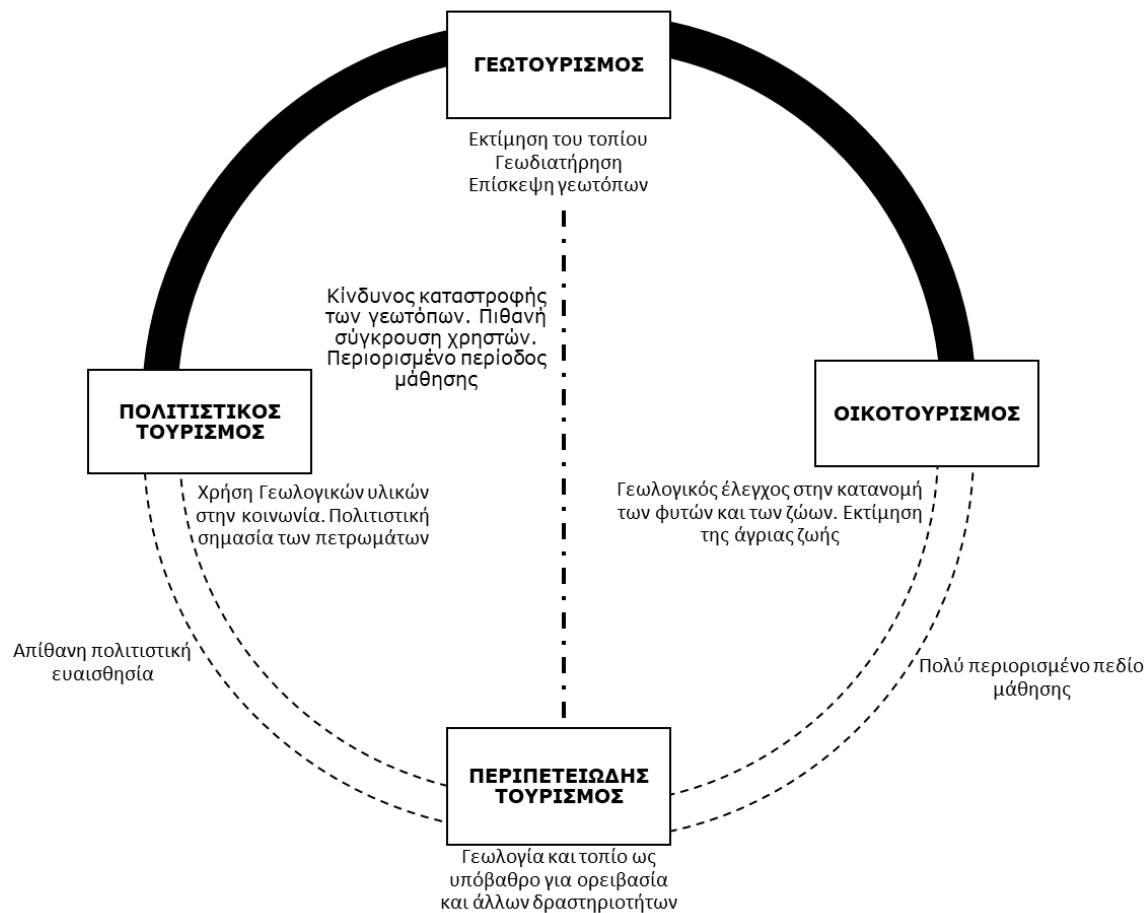 ΓΕΩΤΟΥΡΙΣΜΟΣ
Εκτίμηση του τοπίου
Γεωδιατήρηση
Επίσκεψη γεωτόπων
Κίνδυνος καταστροφής
των γεωτόπων. Πιθανή
σύγκρουση χρηστών.
Περιορισμένο περίοδος
μάθησης
ΠΟΛΙΤΙΣΤΙΚΟΣ
ΤΟΥΡΙΣΜΟΣ
ΟΙΚΟΤΟΥΡΙΣΜΟΣ
Χρήση Γεωλογικών υλικών
στην κοινωνία. Πολιτιστική
σημασία των πετρωμάτων
Γεωλογικός έλεγχος στην κατανομή
των φυτών και των ζώων. Εκτίμηση
της άγριας ζωής
Απίθανη πολιτιστική
ευαισθησία
Πολύ περιορισμένο πεδίο
μάθησης
ΠΕΡΙΠΕΤΕΙΩΔΗΣ
ΤΟΥΡΙΣΜΟΣ
Γεωλογία και τοπίο ως
υπόβαθρο για ορειβασία
και άλλων δραστηριοτήτων